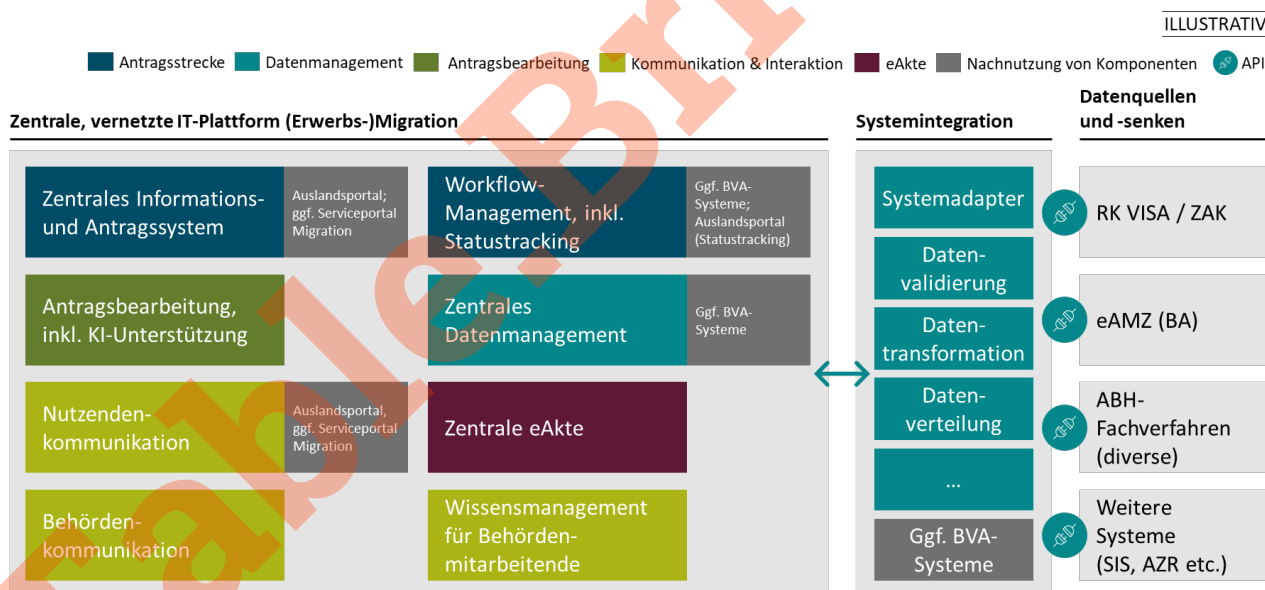 ILLUSTRATIV
Antragsstrecke
Datenmanagement
Antragsbearbeitung
Kommunikation & Interaktion
eAkte
Nachnutzung von Komponenten
API
Zentrale, vernetzte IT-Plattform (Erwerbs-)Migration
Systemintegration
Datenquellen
und -senken
Zentrales Informations-
und Antragssystem
Auslandsportal;
ggf. Serviceportal
Migration
Workflow-
Management, inkl.
Statustracking
Ggf. BVA-
Systeme;
Auslandsportal
(Statustracking)
Antragsbearbeitung,
inkl. KI-Unterstützung
Zentrales
Datenmanagement
Ggf. BVA-
Systeme
Nutzenden-
kommunikation
Auslandsportal,
ggf. Serviceportal
Migration
Zentrale eAkte
Behörden-
kommunikation
Wissensmanagement
für Behörden-
mitarbeitende
Systemadapter
Daten-
validierung
Daten-
transformation
Daten-
verteilung
...
Ggf. BVA-
Systeme
RK VISA / ZAK
eAMZ (BA)
ABH-
Fachverfahren
(diverse)
Weitere
Systeme
(SIS, AZR etc.)
Table.Bri